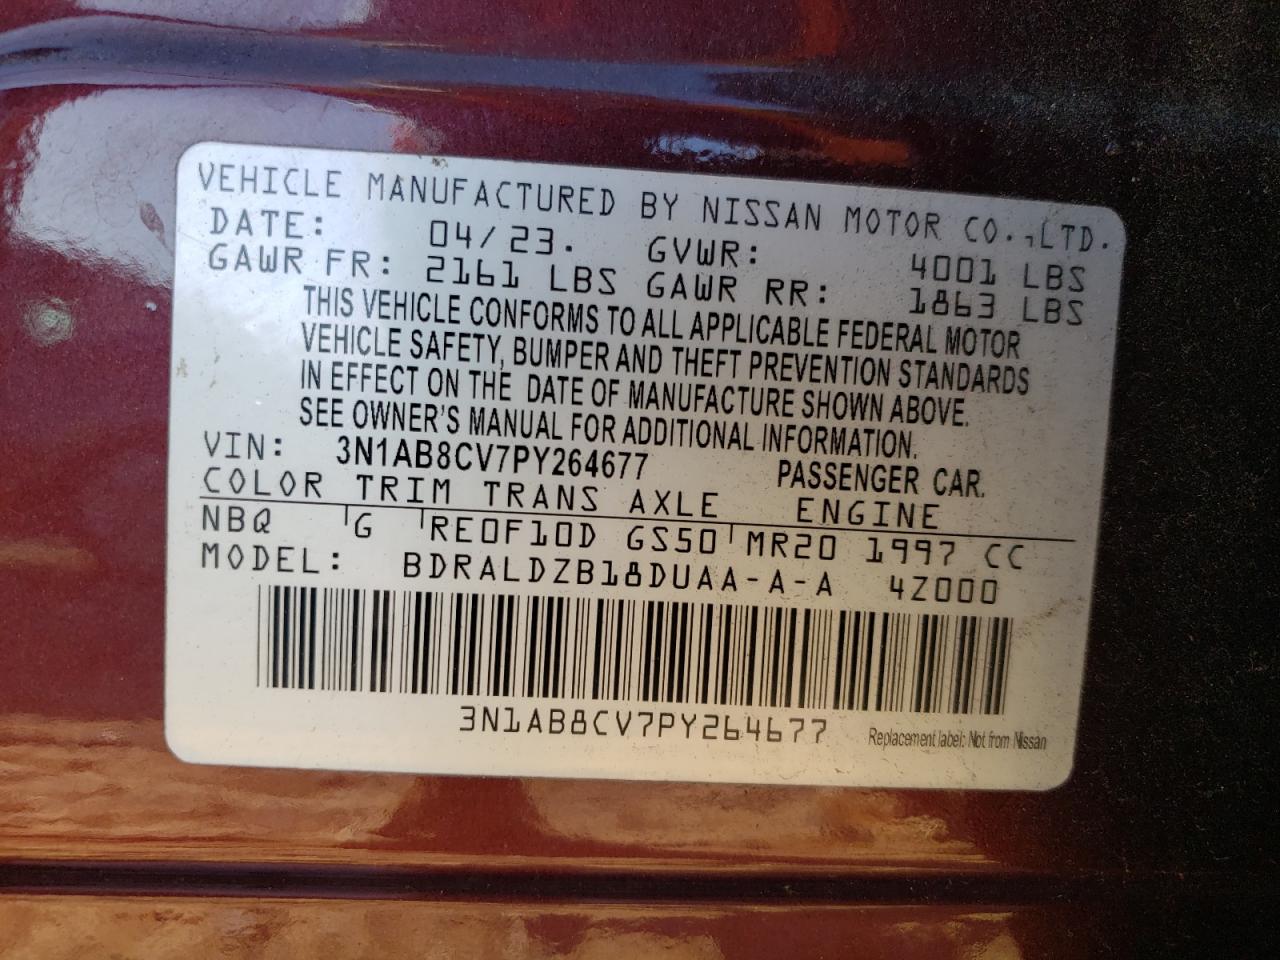 VEHICLE MANUFACTURED BY NISSAN MOTOR CO.,LTD.
DATE: 04/23. GVWR: 4001 LBS
GAWR FR: 2161 LBS GAWR RR: 1863 LBS
THIS VEHICLE CONFORMS TO ALL APPLICABLE FEDERAL MOTOR
VEHICLE SAFETY, BUMPER AND THEFT PREVENTION STANDARDS
IN EFFECT ON THE DATE OF MANUFACTURE SHOWN ABOVE.
SEE OWNER'S MANUAL FOR ADDITIONAL INFORMATION.
VIN: 3N1AB8CV7PY264677 PASSENGER CAR.
COLOR TRIM TRANS AXLE ENGINE
NBQ G RE0F10D GS50 MR20 1997 CC
MODEL: BDRALDZB18DUAA-A-A 4Z000
3N1AB8CV7PY264677
Replacement label: Not from Nissan